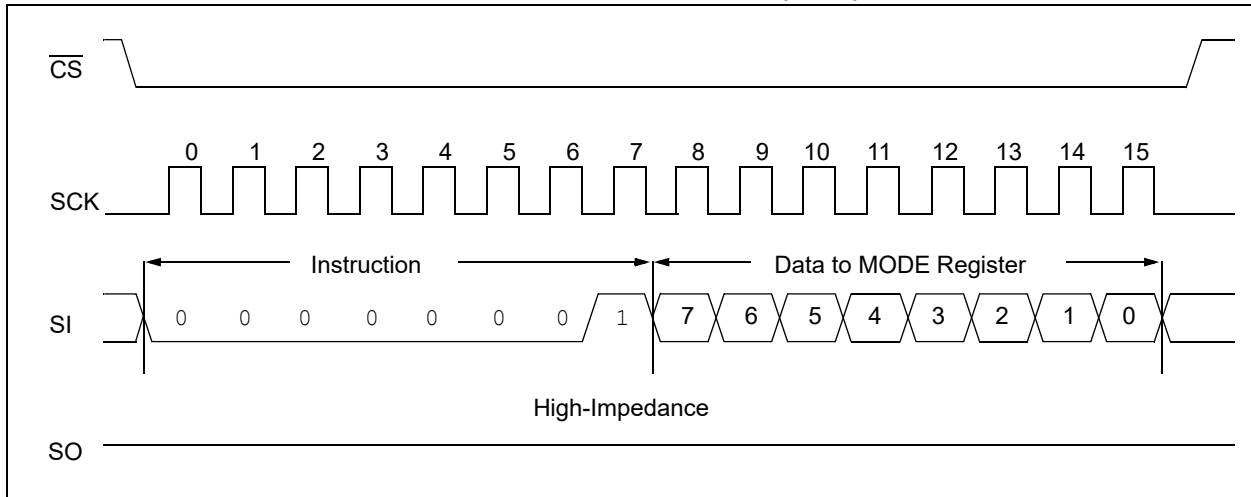 CS
0 1 2 3 4 5 6 7 8 9 10 11 12 13 14 15
SCK
Instruction Data to MODE Register
SI 0 0 0 0 0 0 0 1 7 6 5 4 3 2 1 0
High-Impedance
SO